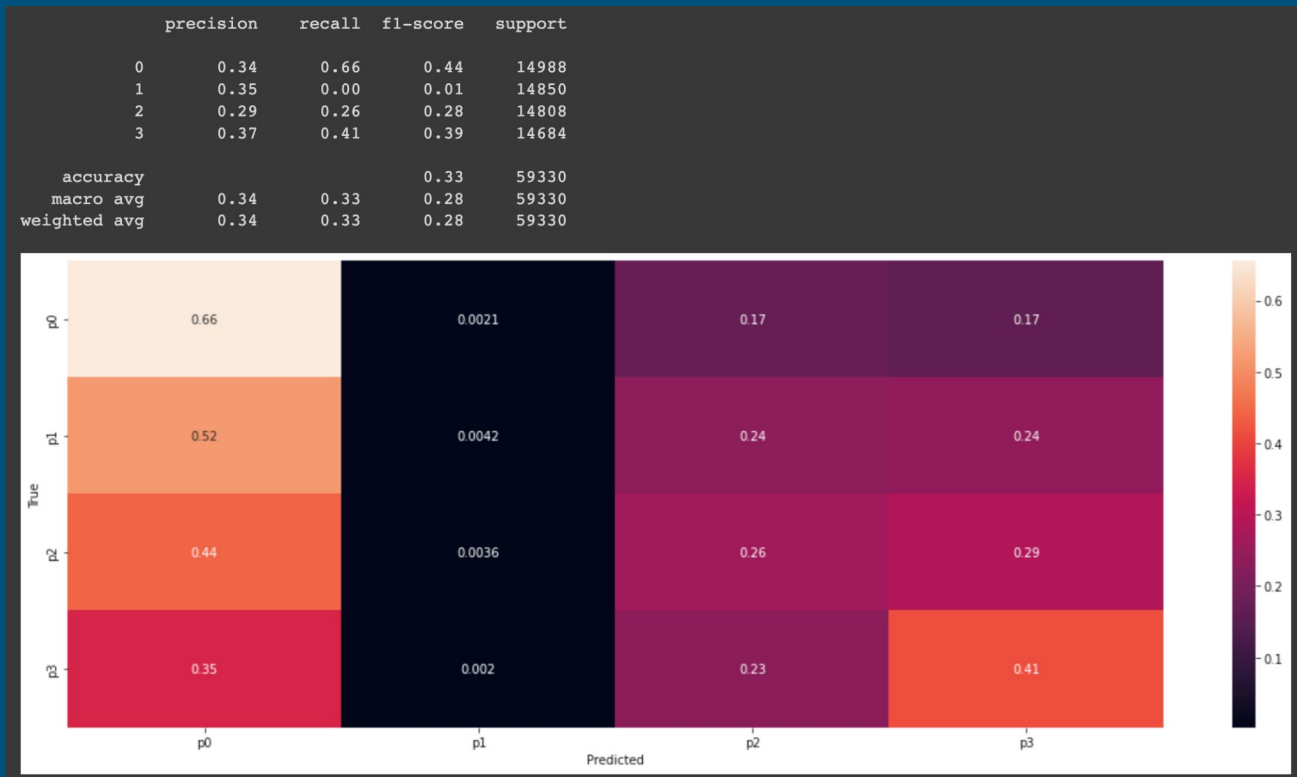 precision recall f1-score support
0 0.34 0.66 0.44 14988
1 0.35 0.00 0.01 14850
2 0.29 0.26 0.28 14808
3 0.37 0.41 0.39 14684
accuracy 0.33 59330
macro avg 0.34 0.33 0.28 59330
weighted avg 0.34 0.33 0.28 59330
p0 0.66 0.0021 0.17 0.17
p1 0.52 0.0042 0.24 0.24
p2 0.44 0.0036 0.26 0.29
p3 0.35 0.002 0.23 0.41
True
p0 p1 p2 p3
Predicted
0.6
0.5
0.4
0.3
0.2
0.1